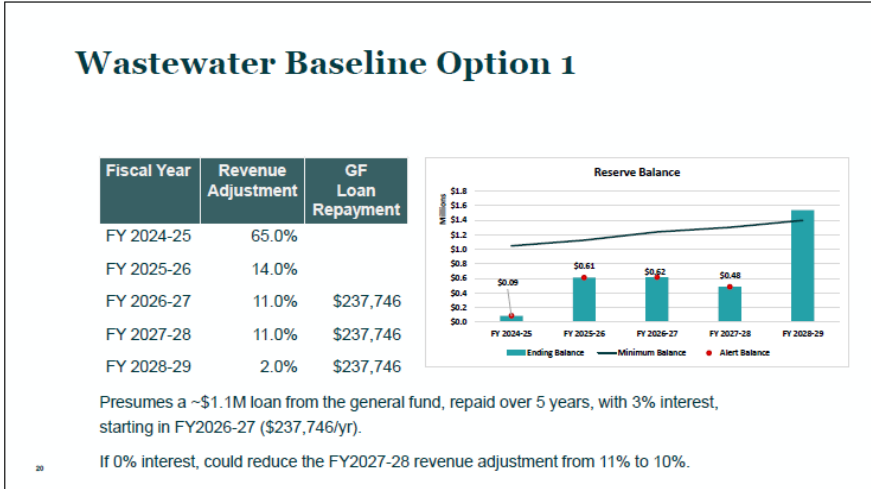 Wastewater Baseline Option 1
Fiscal Year Revenue Adjustment GF Loan Repayment
FY 2024-25 65.0%
FY 2025-26 14.0%
FY 2026-27 11.0% $237,746
FY 2027-28 11.0% $237,746
FY 2028-29 2.0% $237,746
Reserve Balance
Millions
$1.8
$1.6
$1.4
$1.2
$1.0
$0.8
$0.6
$0.4
$0.2
$0.0
$0.09
$0.61
$0.62
$0.48
FY 2024-25 FY 2025-26 FY 2026-27 FY 2027-28 FY 2028-29
Ending Balance Minimum Balance Alert Balance
Presumes a ~$1.1M loan from the general fund, repaid over 5 years, with 3% interest,
starting in FY2026-27 ($237,746/yr).
If 0% interest, could reduce the FY2027-28 revenue adjustment from 11% to 10%.
20